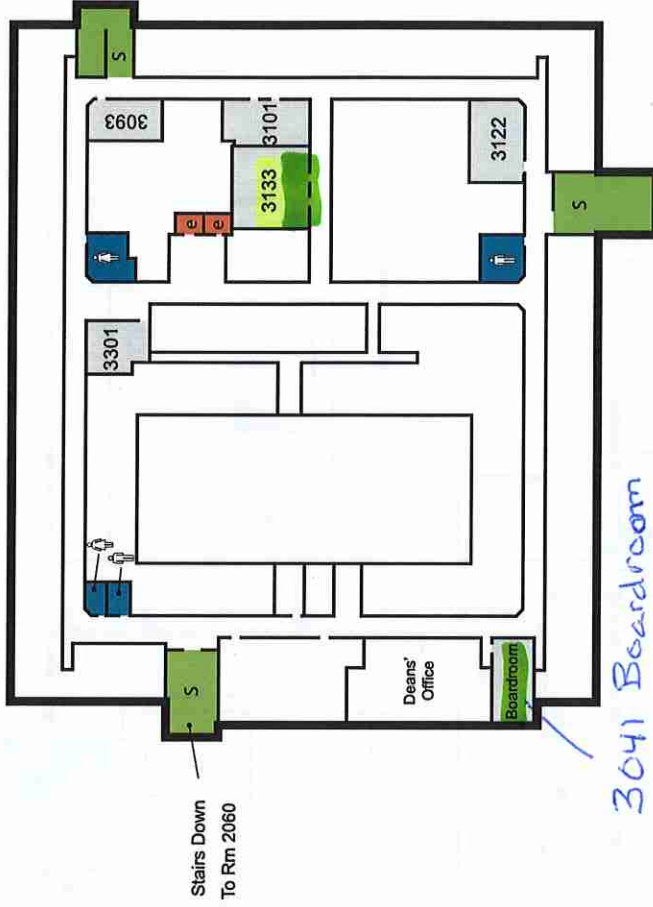 S
3093
3101
3133
e
e
3122
S
3301
S
Deans'
Office
Boardroom
Stairs Down
To Rm 2060
3041 Boardroom